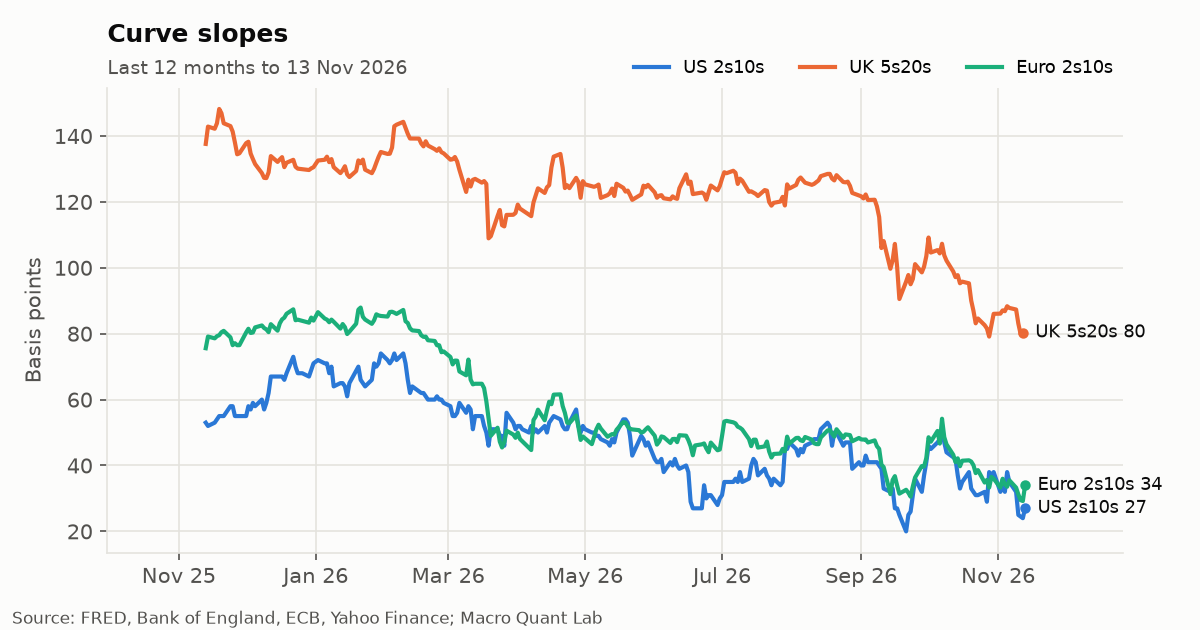 Curve slopes
Last 12 months to 13 Nov 2026
US 2s10s
UK 5s20s
Euro 2s10s
Basis points
140
120
100
80
60
40
20
UK 5s20s 80
Euro 2s10s 34
US 2s10s 27
Nov 25
Jan 26
Mar 26
May 26
Jul 26
Sep 26
Nov 26
Source: FRED, Bank of England, ECB, Yahoo Finance; Macro Quant Lab